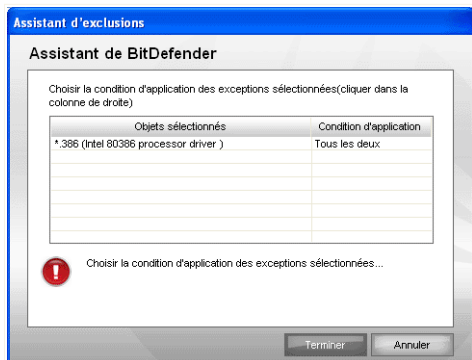 Assistant d'exclusions
Assistant de BitDefender
Choisir la condition d'application des exceptions sélectionnées(cliquer dans la
colonne de droite)
Objets sélectionnés Condition d'application
*.386 (Intel 80386 processor driver ) Tous les deux
Choisir la condition d'application des exceptions sélectionnées...
Terminer Annuler